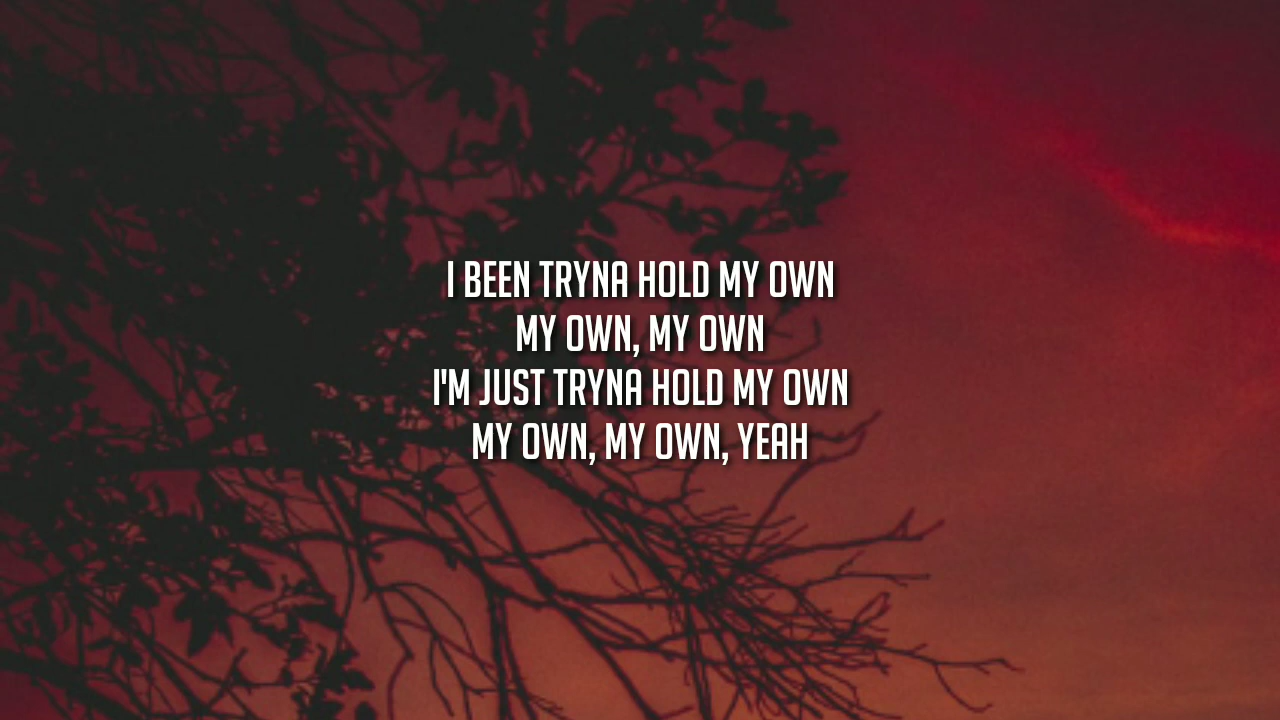 I BEEN TRYNA HOLD MY OWN
MY OWN, MY OWN
I'M JUST TRYNA HOLD MY OWN
MY OWN, MY OWN, YEAH